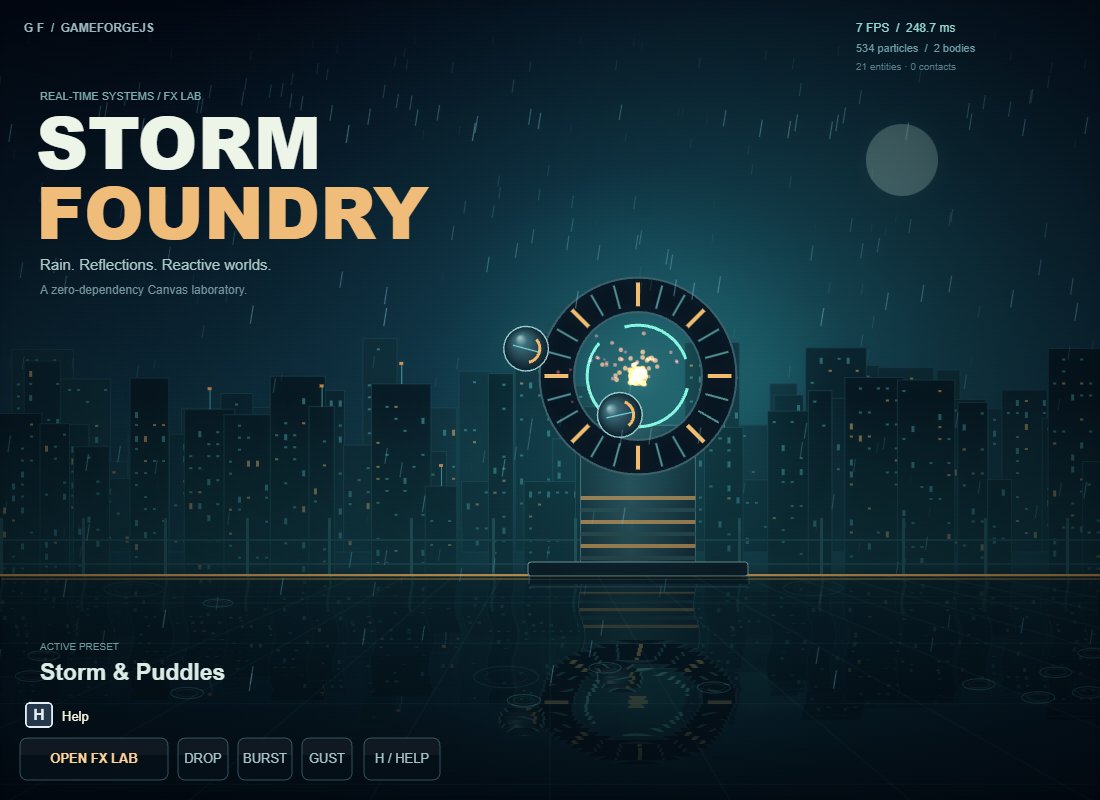 G F / GAMEFORGEJS
7 FPS / 248.7 ms
534 particles / 2 bodies
21 entities · 0 contacts
REAL-TIME SYSTEMS / FX LAB
STORM
FOUNDRY
Rain. Reflections. Reactive worlds.
A zero-dependency Canvas laboratory.
ACTIVE PRESET
Storm & Puddles
H Help
OPEN FX LAB DROP BURST GUST H / HELP